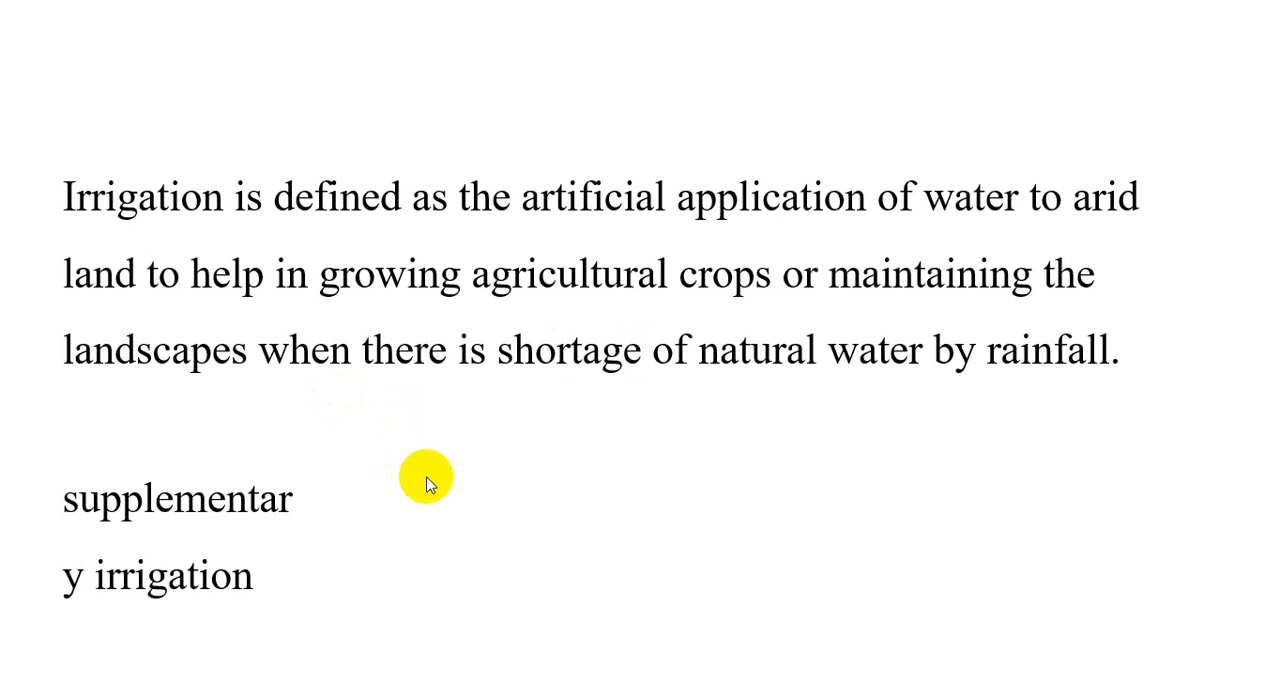 Irrigation is defined as the artificial application of water to arid
land to help in growing agricultural crops or maintaining the
landscapes when there is shortage of natural water by rainfall.
supplementar
y irrigation